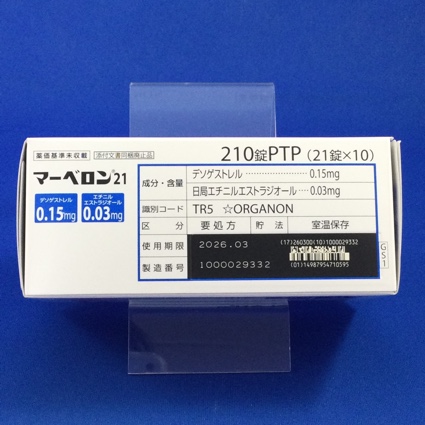 薬価基準未収載
添付文書同梱廃止品
210錠PTP（21錠×10）
マーベロン®21
デソゲストレル
0.15mg
エチニル
エストラジオール
0.03mg
成分・含量
デソゲストレル……………0.15mg
日局エチニルエストラジオール…0.03mg
識別コード TR5 ☆ORGANON
区分 要処方 貯法 室温保存
使用期限 2026.03
製造番号 1000029332
(17)260300(10)1000029332
(01)14987954710595
GS1